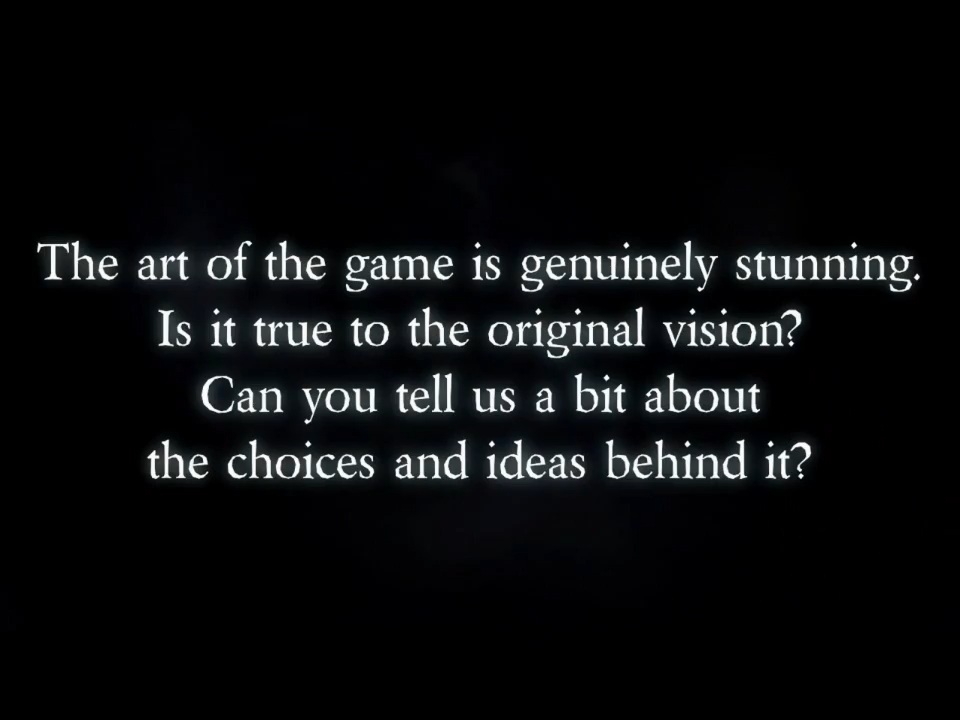 The art of the game is genuinely stunning.
Is it true to the original vision?
Can you tell us a bit about
the choices and ideas behind it?